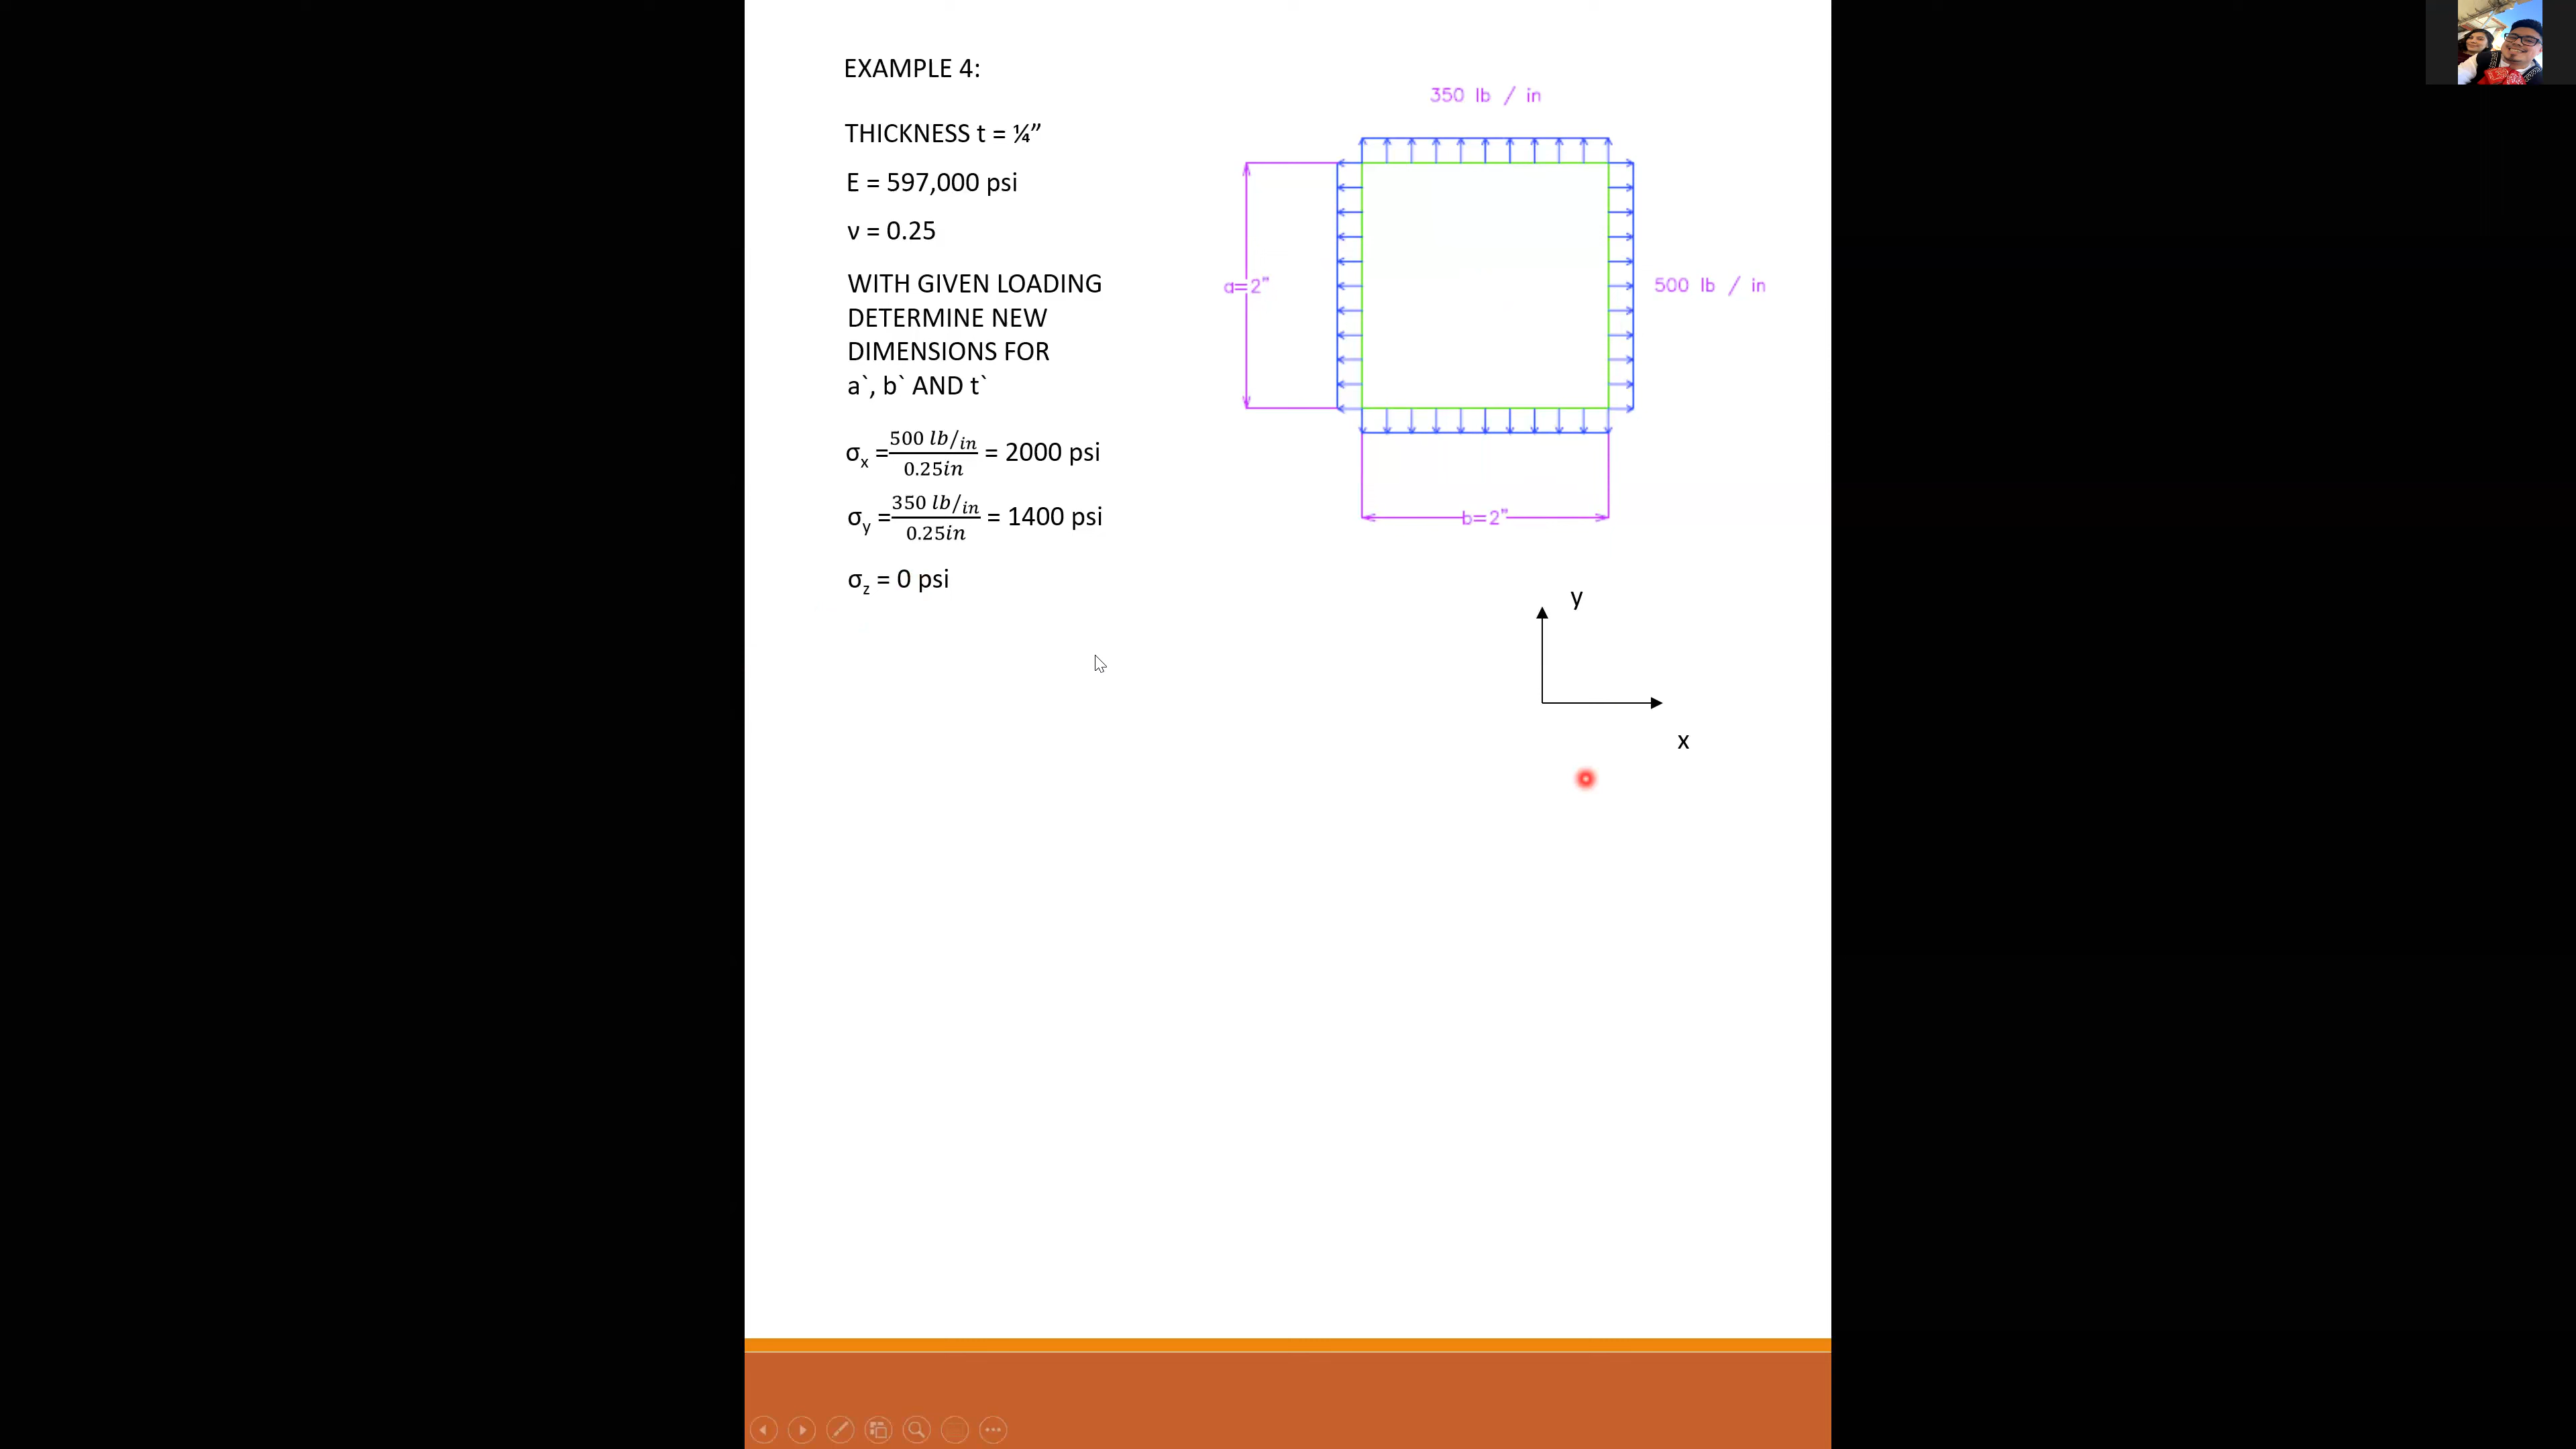 EXAMPLE 4:
THICKNESS t = ¼”
E = 597,000 psi
ν = 0.25
WITH GIVEN LOADING
DETERMINE NEW
DIMENSIONS FOR
a`, b` AND t`
σx = 500 lb/in / 0.25in = 2000 psi
σy = 350 lb/in / 0.25in = 1400 psi
σz = 0 psi
350 lb / in
a=2”
500 lb / in
b=2”
y
x